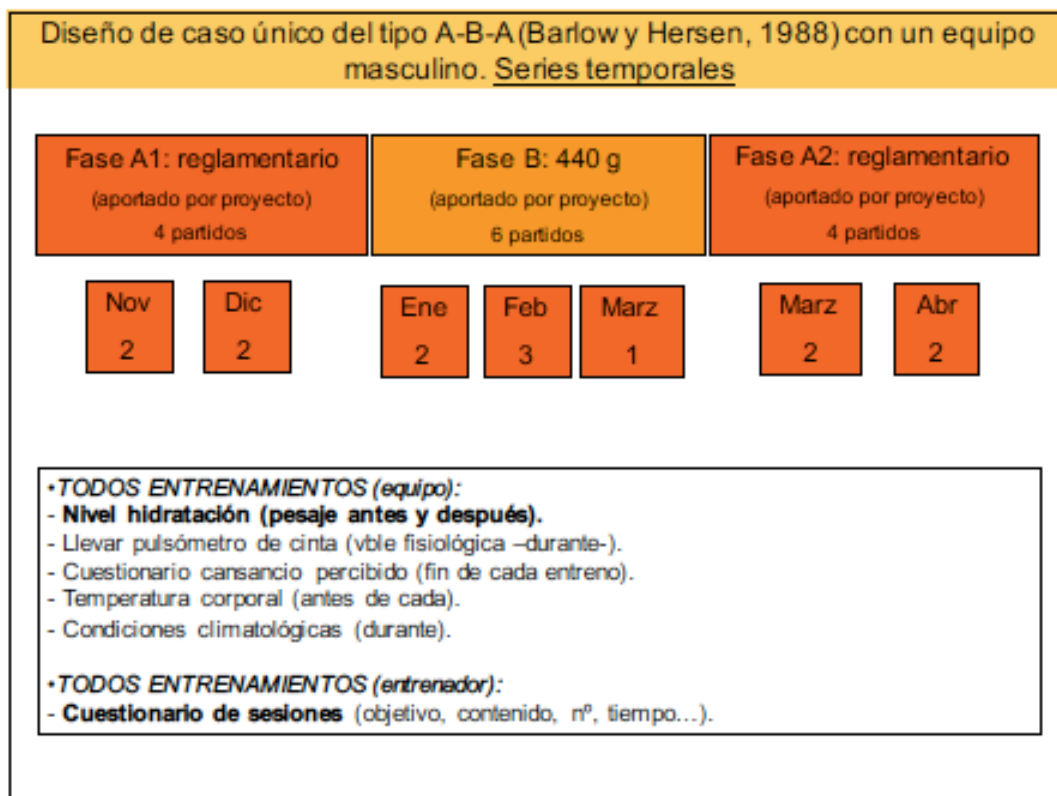 Diseño de caso único del tipo A-B-A (Barlow y Hersen, 1988) con un equipo
masculino. Series temporales
Fase A1: reglamentario
(aportado por proyecto)
4 partidos
Fase B: 440 g
(aportado por proyecto)
6 partidos
Fase A2: reglamentario
(aportado por proyecto)
4 partidos
Nov
2
Dic
2
Ene
2
Feb
3
Marz
1
Marz
2
Abr
2
•TODOS ENTRENAMIENTOS (equipo):
- Nivel hidratación (pesaje antes y después).
- Llevar pulsómetro de cinta (vble fisiológica –durante-).
- Cuestionario cansancio percibido (fin de cada entreno).
- Temperatura corporal (antes de cada).
- Condiciones climatológicas (durante).
•TODOS ENTRENAMIENTOS (entrenador):
- Cuestionario de sesiones (objetivo, contenido, nº, tiempo…).